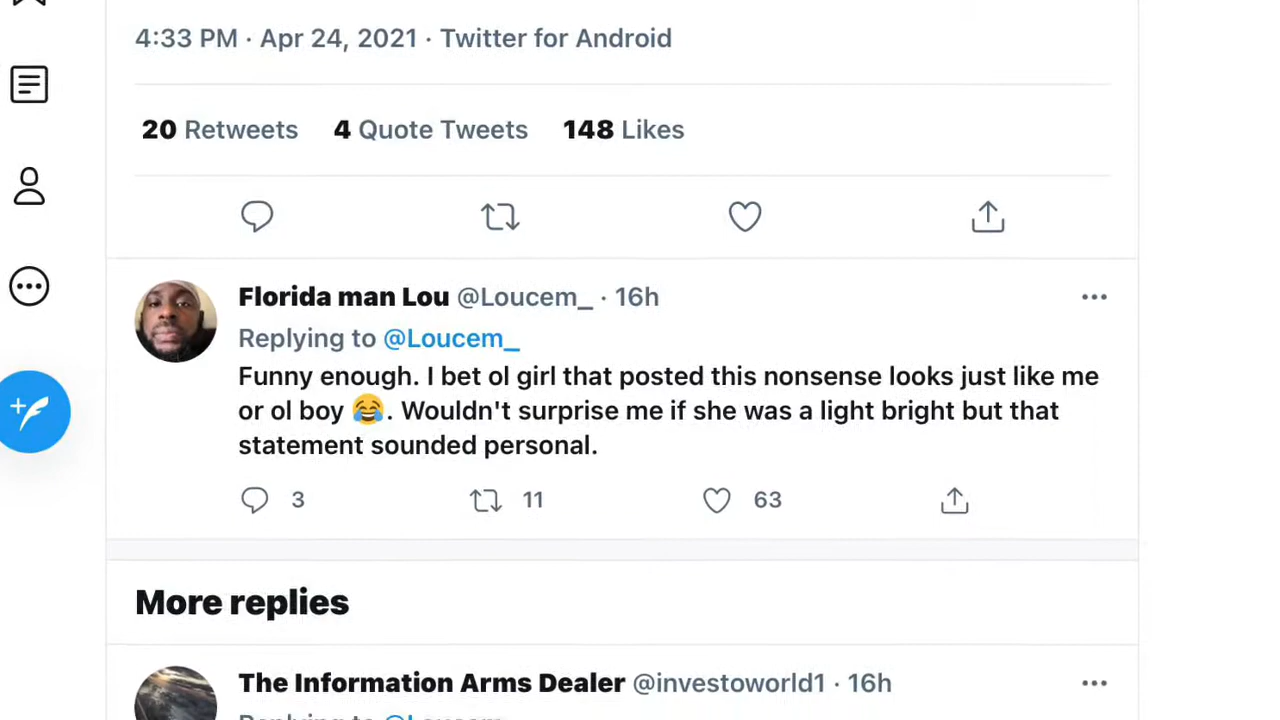 4:33 PM · Apr 24, 2021 · Twitter for Android
20 Retweets 4 Quote Tweets 148 Likes
Florida man Lou @Loucem_ · 16h
Replying to @Loucem_
Funny enough. I bet ol girl that posted this nonsense looks just like me
or ol boy 😂. Wouldn't surprise me if she was a light bright but that
statement sounded personal.
3 11 63
More replies
The Information Arms Dealer @investoworld1 · 16h
Replying to @Loucem_